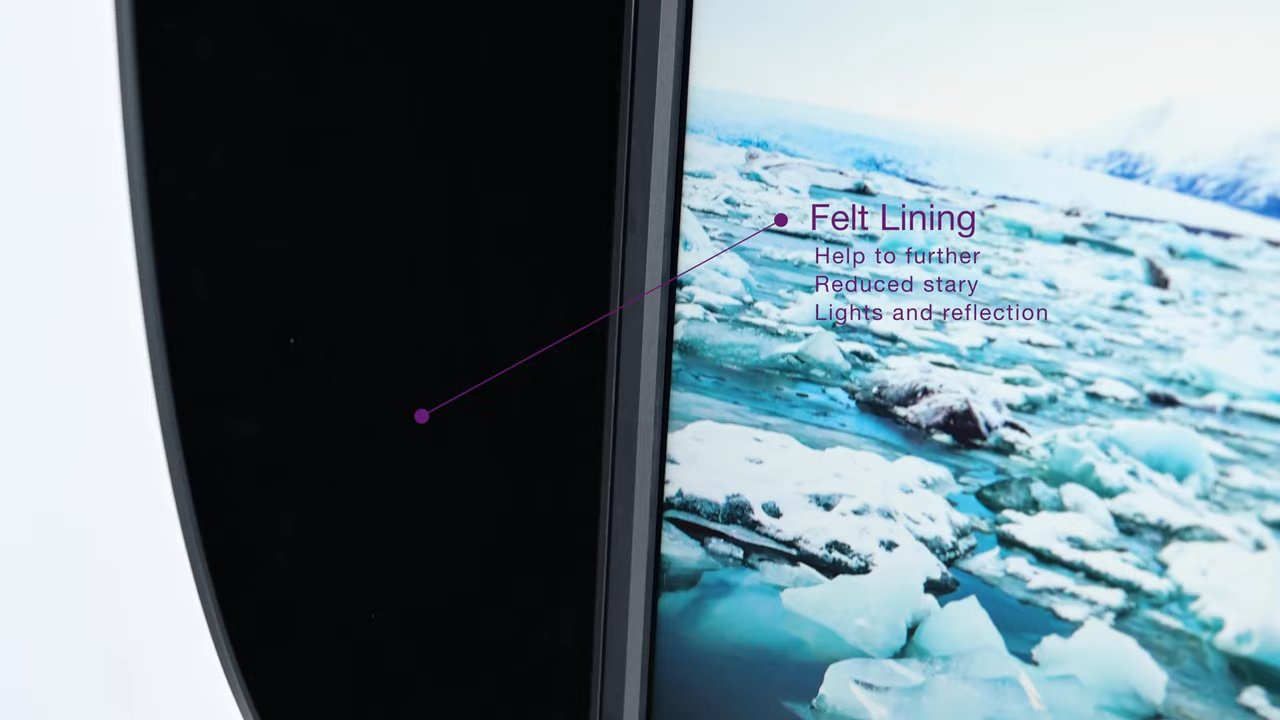 Felt Lining
Help to further
Reduced stary
Lights and reflection